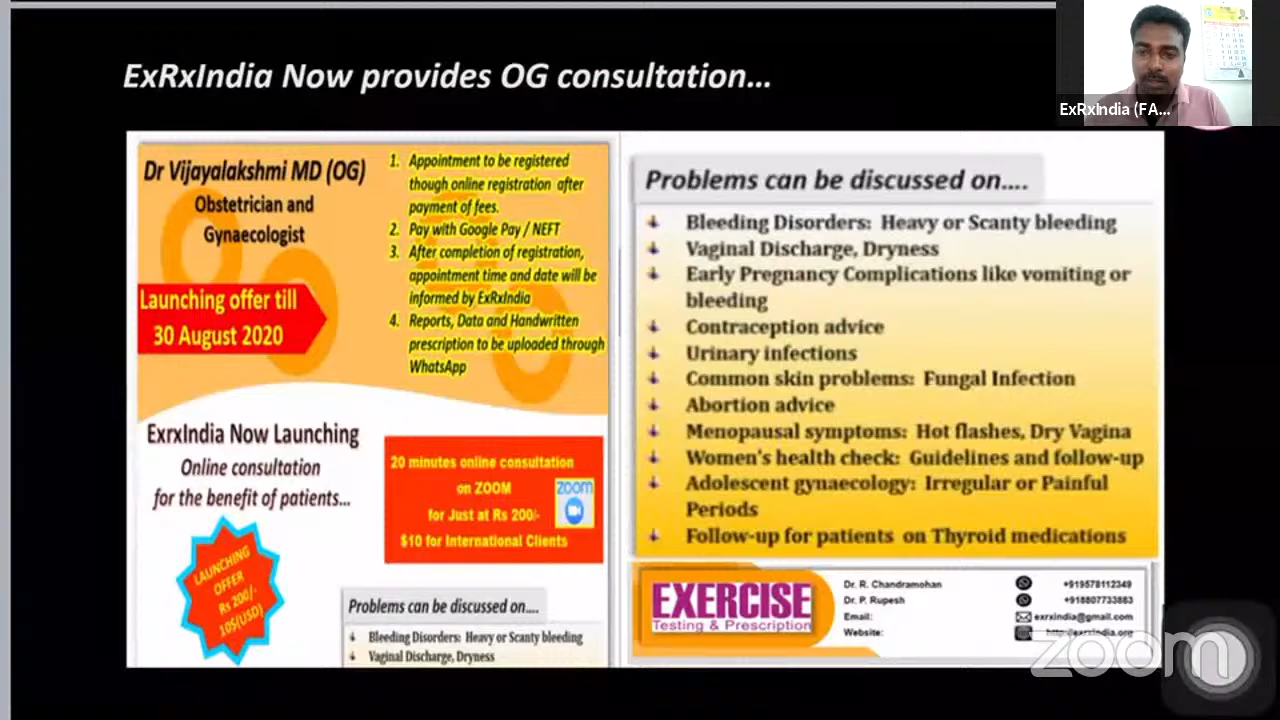 ExRxIndia Now provides OG consultation...
ExRxIndia (FA...
Dr Vijayalakshmi MD (OG)
Obstetrician and
Gynaecologist
Launching offer till
30 August 2020
1. Appointment to be registered
though online registration after
payment of fees.
2. Pay with Google Pay / NEFT
3. After completion of registration,
appointment time and date will be
informed by ExRxIndia
4. Reports, Data and Handwritten
prescription to be uploaded through
WhatsApp
ExrxIndia Now Launching
Online consultation
for the benefit of patients...
LAUNCHING
OFFER
Rs 200/-
10$(USD)
20 minutes online consultation
on ZOOM
for Just at Rs 200/-
$10 for International Clients
zoom
Problems can be discussed on....
Bleeding Disorders: Heavy or Scanty bleeding
Vaginal Discharge, Dryness
Problems can be discussed on....
Bleeding Disorders: Heavy or Scanty bleeding
Vaginal Discharge, Dryness
Early Pregnancy Complications like vomiting or
bleeding
Contraception advice
Urinary infections
Common skin problems: Fungal Infection
Abortion advice
Menopausal symptoms: Hot flashes, Dry Vagina
Women's health check: Guidelines and follow-up
Adolescent gynaecology: Irregular or Painful
Periods
Follow-up for patients on Thyroid medications
EXERCISE
Testing & Prescription
Dr. R. Chandramohan +919578112349
Dr. P. Rupesh +918807733883
Email: exrxindia@gmail.com
Website: http://exrxindia.org
zoom